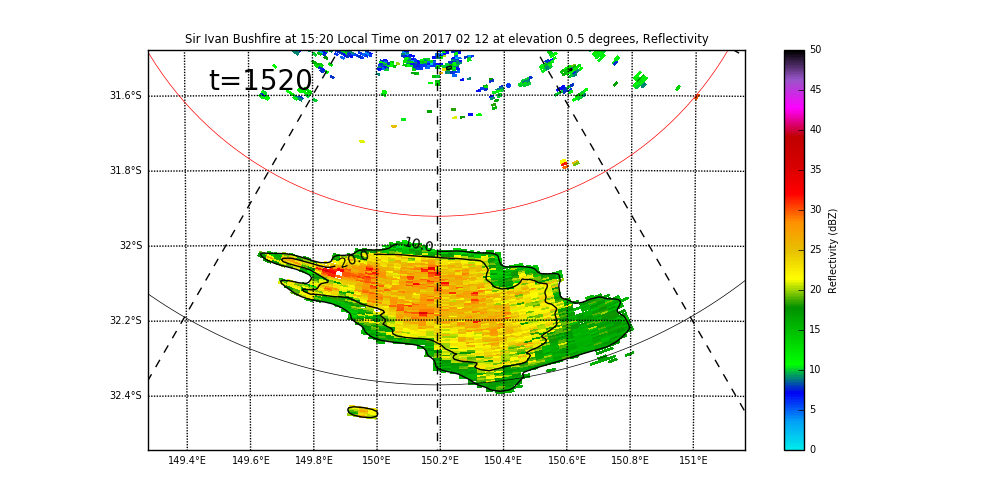 Sir Ivan Bushfire at 15:20 Local Time on 2017 02 12 at elevation 0.5 degrees, Reflectivity
t=1520
31.6°S
31.8°S
32°S
32.2°S
32.4°S
10.0
20.0
149.4°E 149.6°E 149.8°E 150°E 150.2°E 150.4°E 150.6°E 150.8°E 151°E
50
45
40
35
30
25
20
15
10
5
0
Reflectivity (dBZ)